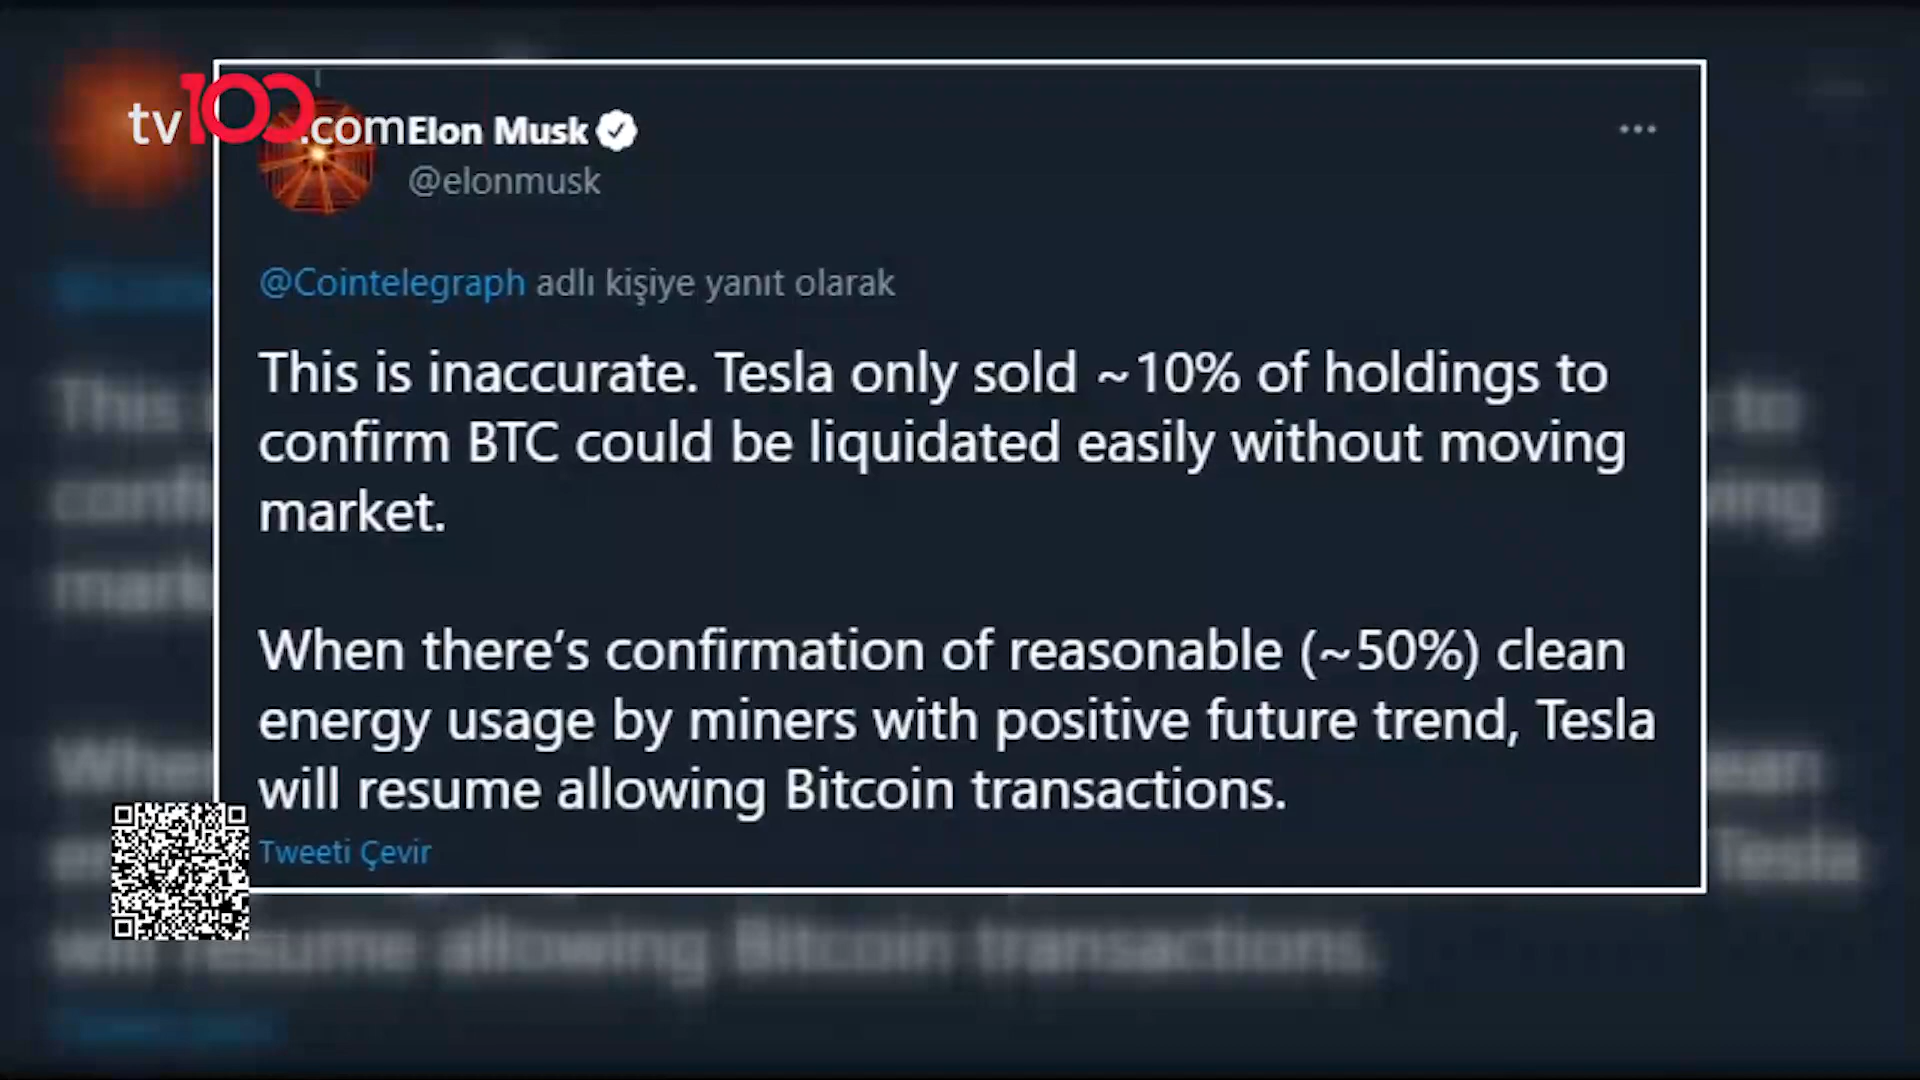 tv100.com
Elon Musk
@elonmusk
@Cointelegraph adlı kişiye yanıt olarak
This is inaccurate. Tesla only sold ~10% of holdings to
confirm BTC could be liquidated easily without moving
market.
When there’s confirmation of reasonable (~50%) clean
energy usage by miners with positive future trend, Tesla
will resume allowing Bitcoin transactions.
Tweeti Çevir